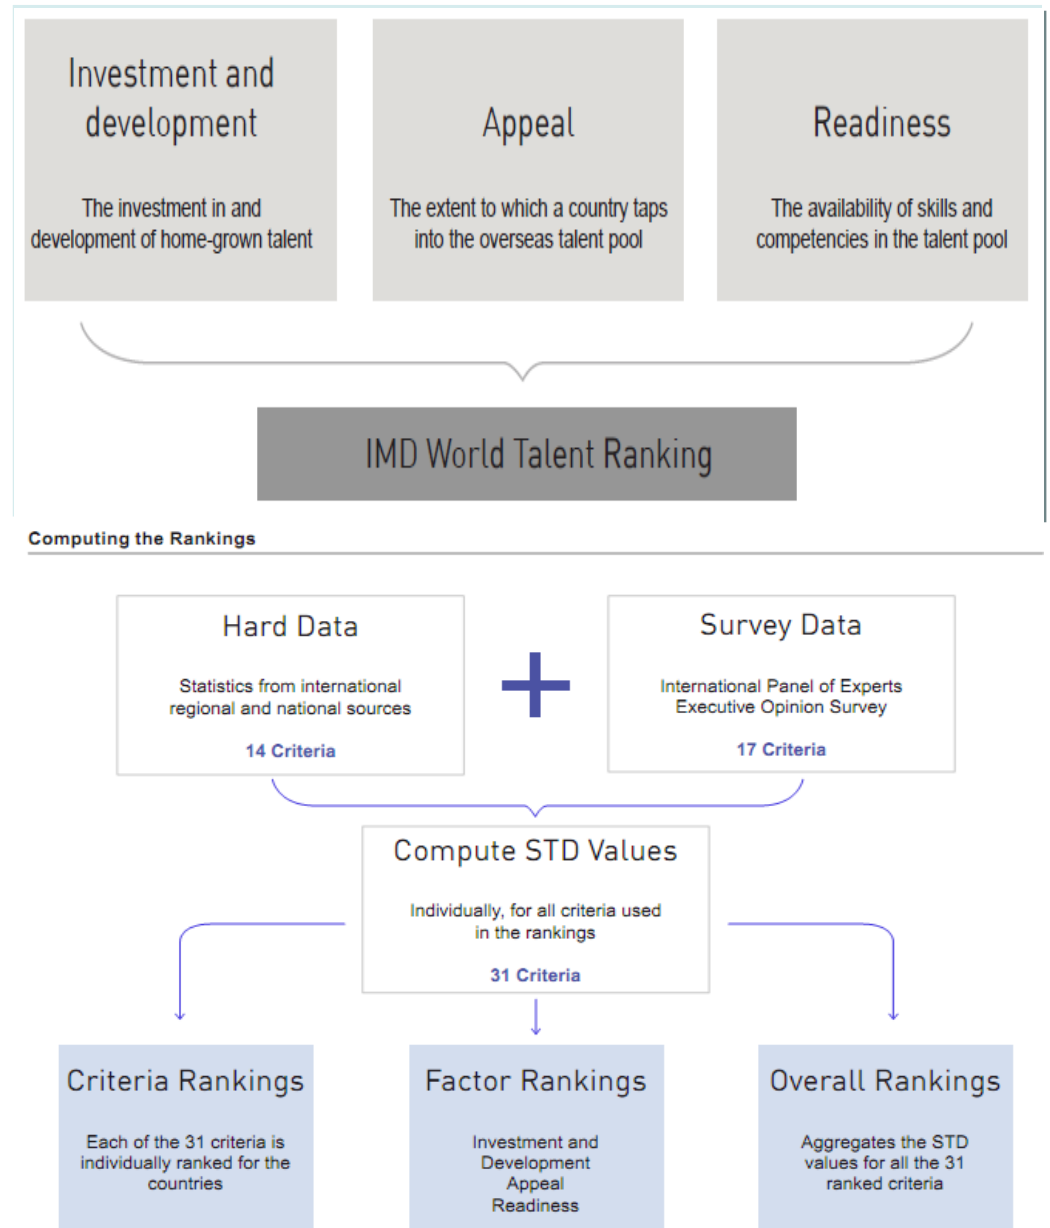 Investment and
development
The investment in and
development of home-grown talent
Appeal
The extent to which a country taps
into the overseas talent pool
Readiness
The availability of skills and
competencies in the talent pool
IMD World Talent Ranking
Computing the Rankings
Hard Data
Statistics from international
regional and national sources
14 Criteria
+
Survey Data
International Panel of Experts
Executive Opinion Survey
17 Criteria
Compute STD Values
Individually, for all criteria used
in the rankings
31 Criteria
Criteria Rankings
Each of the 31 criteria is
individually ranked for the
countries
Factor Rankings
Investment and
Development
Appeal
Readiness
Overall Rankings
Aggregates the STD
values for all the 31
ranked criteria